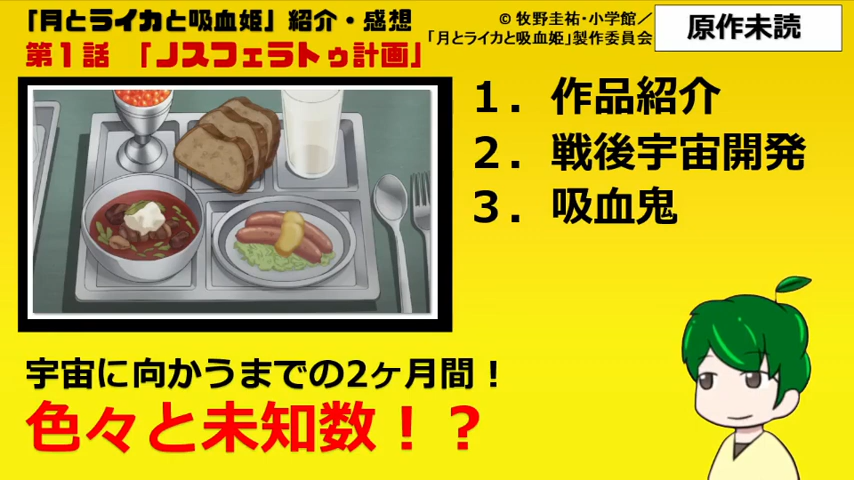 「月とライカと吸血姫」紹介・感想
第１話 「ノスフェラトゥ計画」
© 牧野圭祐・小学館／
「月とライカと吸血姫」製作委員会
原作未読
１．作品紹介
２．戦後宇宙開発
３．吸血鬼
宇宙に向かうまでの2ヶ月間！
色々と未知数！？